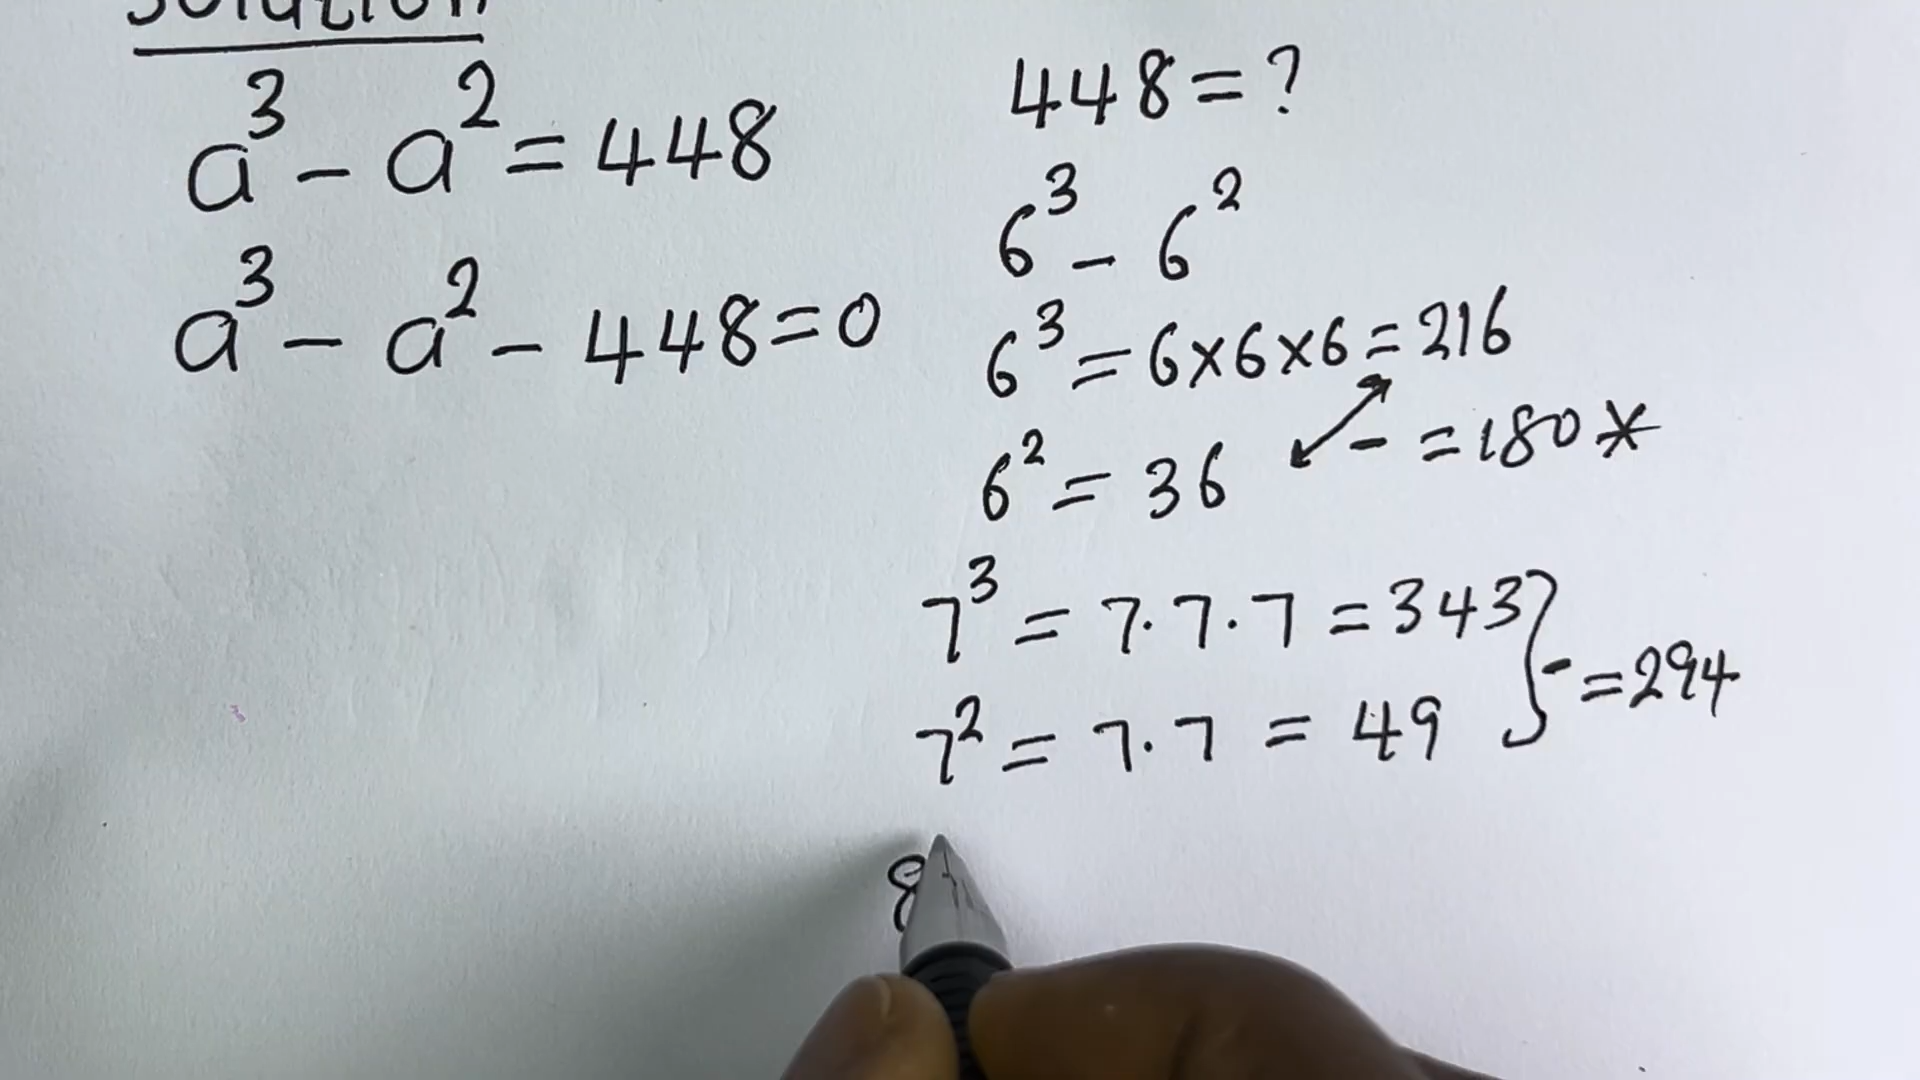 Solution
a³ - a² = 448
a³ - a² - 448 = 0
448 = ?
6³ - 6²
6³ = 6×6×6 = 216
- = 180 *
6² = 36
7³ = 7·7·7 = 343
- = 294
7² = 7·7 = 49
8